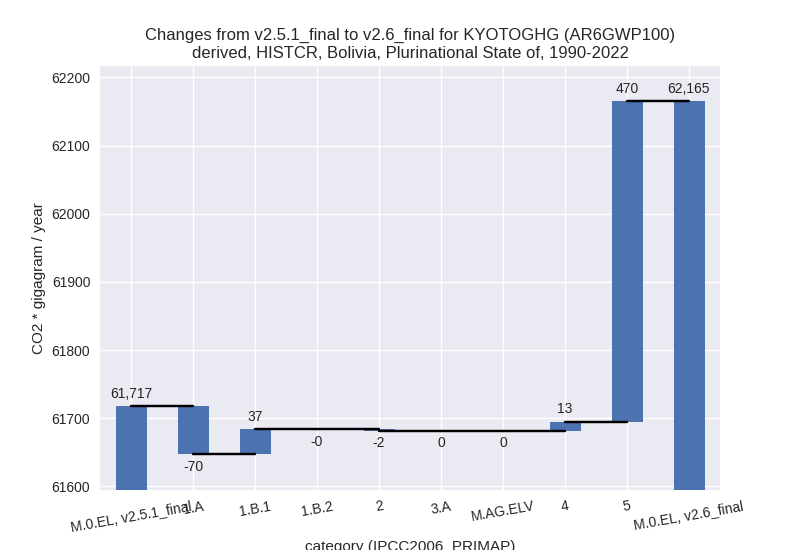 Changes from v2.5.1_final to v2.6_final for KYOTOGHG (AR6GWP100)
derived, HISTCR, Bolivia, Plurinational State of, 1990-2022
62200
62100
62000
61900
61800
61700
61600
CO2 * gigagram / year
61,717
-70
37
-0
-2
0
0
13
470
62,165
M.0.EL, v2.5.1_final
1.A
1.B.1
1.B.2
2
3.A
M.AG.ELV
4
5
M.0.EL, v2.6_final
category (IPCC2006_PRIMAP)